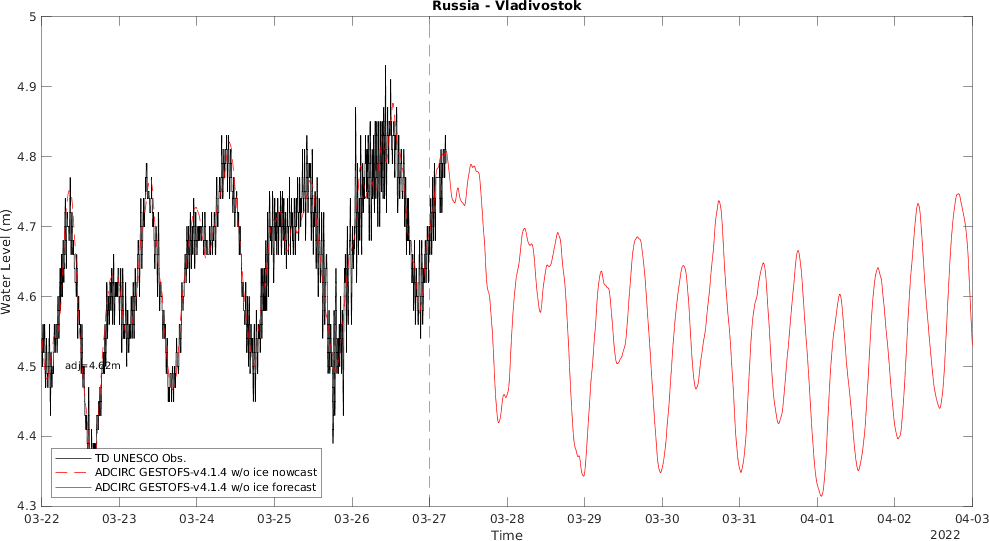 Russia - Vladivostok
5
4.9
4.8
4.7
4.6
4.5
4.4
4.3
Water Level (m)
adj=4.62m
TD UNESCO Obs.
ADCIRC GESTOFS-v4.1.4 w/o ice nowcast
ADCIRC GESTOFS-v4.1.4 w/o ice forecast
03-22 03-23 03-24 03-25 03-26 03-27 03-28 03-29 03-30 03-31 04-01 04-02 04-03
Time
2022